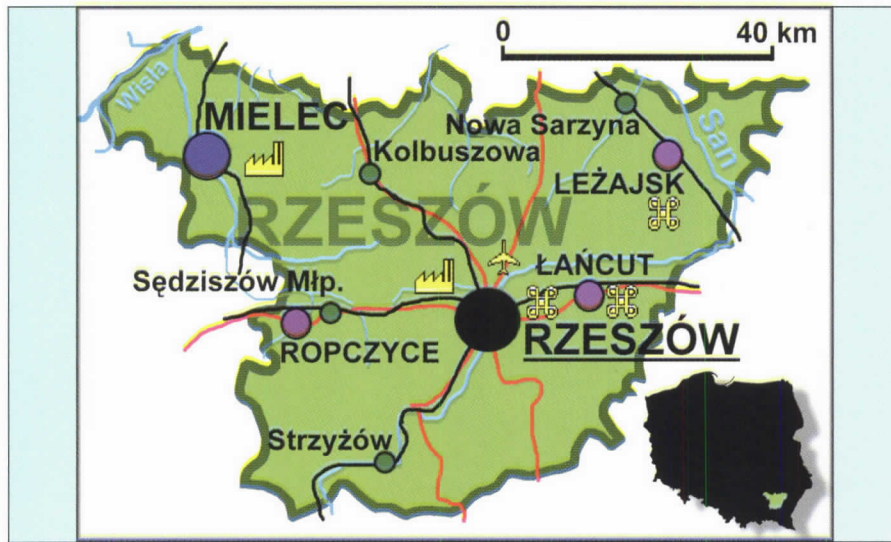 0 40 km
Wisła
MIELEC
Nowa Sarzyna
San
Kolbuszowa
LEŻAJSK
RZESZÓW
Sędziszów Młp.
ŁAŃCUT
ROPCZYCE
RZESZÓW
Strzyżów